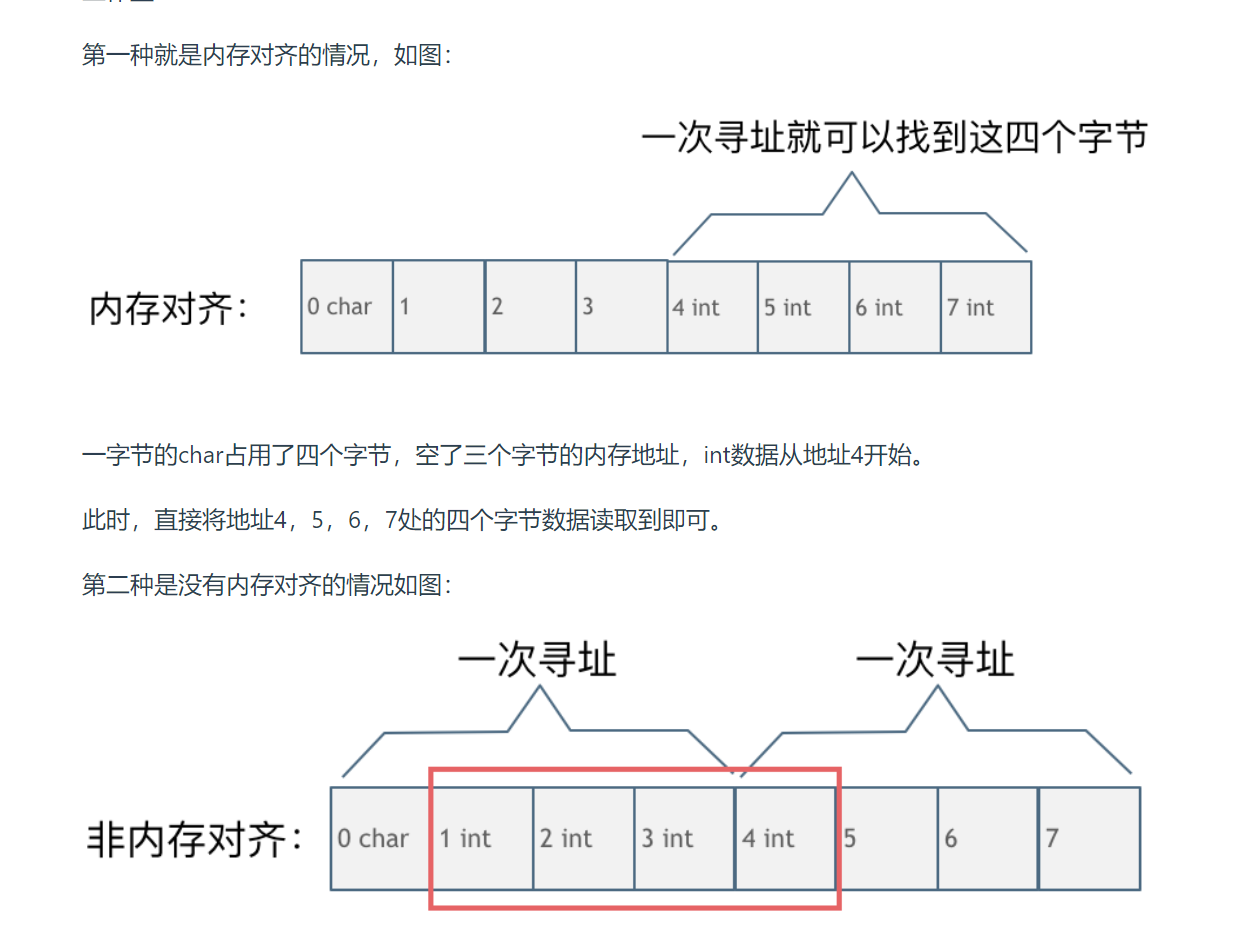 第一种就是内存对齐的情况，如图：
一次寻址就可以找到这四个字节
内存对齐：
0 char 1 2 3 4 int 5 int 6 int 7 int
一字节的char占用了四个字节，空了三个字节的内存地址，int数据从地址4开始。
此时，直接将地址4，5，6，7处的四个字节数据读取到即可。
第二种是没有内存对齐的情况如图：
一次寻址 一次寻址
非内存对齐：
0 char 1 int 2 int 3 int 4 int 5 6 7